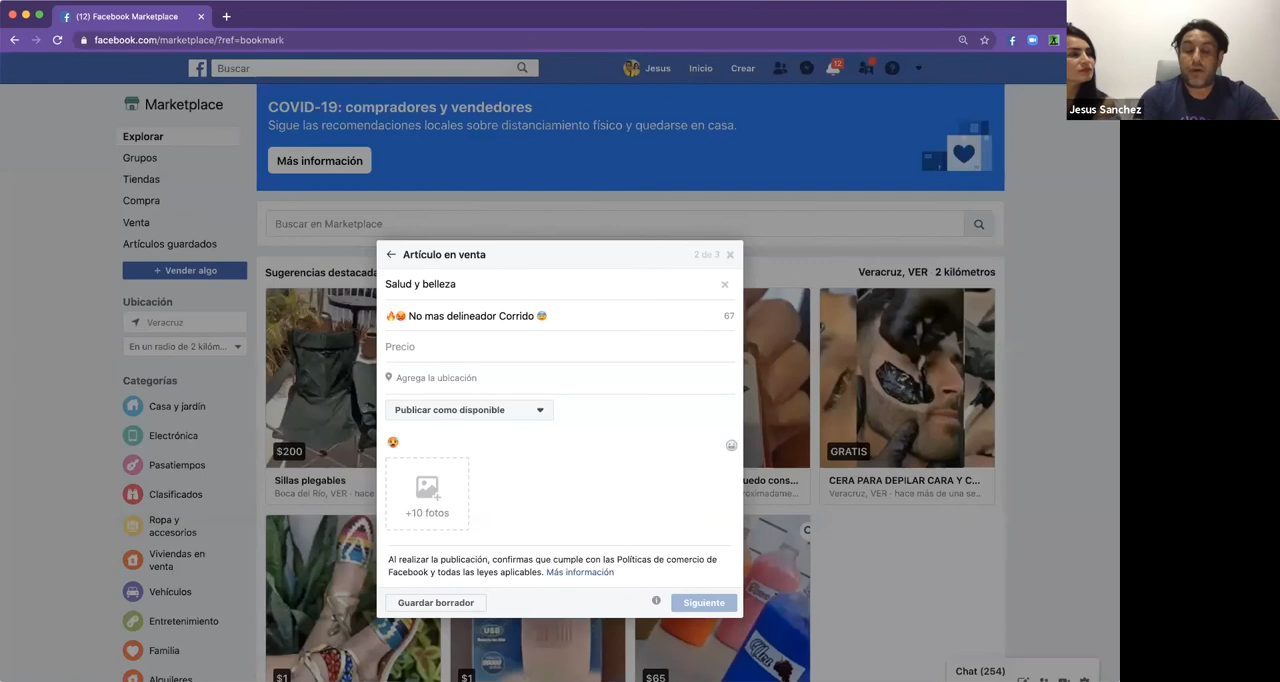 (12) Facebook Marketplace
facebook.com/marketplace/?ref=bookmark
Buscar
Jesus
Inicio
Crear
12
Jesus Sanchez
Marketplace
Explorar
Grupos
Tiendas
Compra
Venta
Artículos guardados
+ Vender algo
Ubicación
Veracruz
En un radio de 2 kilóm...
Categorías
Casa y jardín
Electrónica
Pasatiempos
Clasificados
Ropa y
accesorios
Viviendas en
venta
Vehículos
Entretenimiento
Familia
Alquileres
COVID-19: compradores y vendedores
Sigue las recomendaciones locales sobre distanciamiento físico y quedarse en casa.
Más información
Buscar en Marketplace
Sugerencias destacada
Veracruz, VER · 2 kilómetros
Artículo en venta
2 de 3
Salud y belleza
🔥😡 No mas delineador Corrido 😨
67
Precio
Agrega la ubicación
Publicar como disponible
+10 fotos
Al realizar la publicación, confirmas que cumple con las Políticas de comercio de
Facebook y todas las leyes aplicables. Más información
Guardar borrador
Siguiente
$200
Sillas plegables
Boca del Río, VER · hace
uedo cons...
roximadame...
GRATIS
CERA PARA DEPILAR CARA Y C...
Veracruz, VER · hace más de una se...
$1
USB
$1
$65
Chat (254)